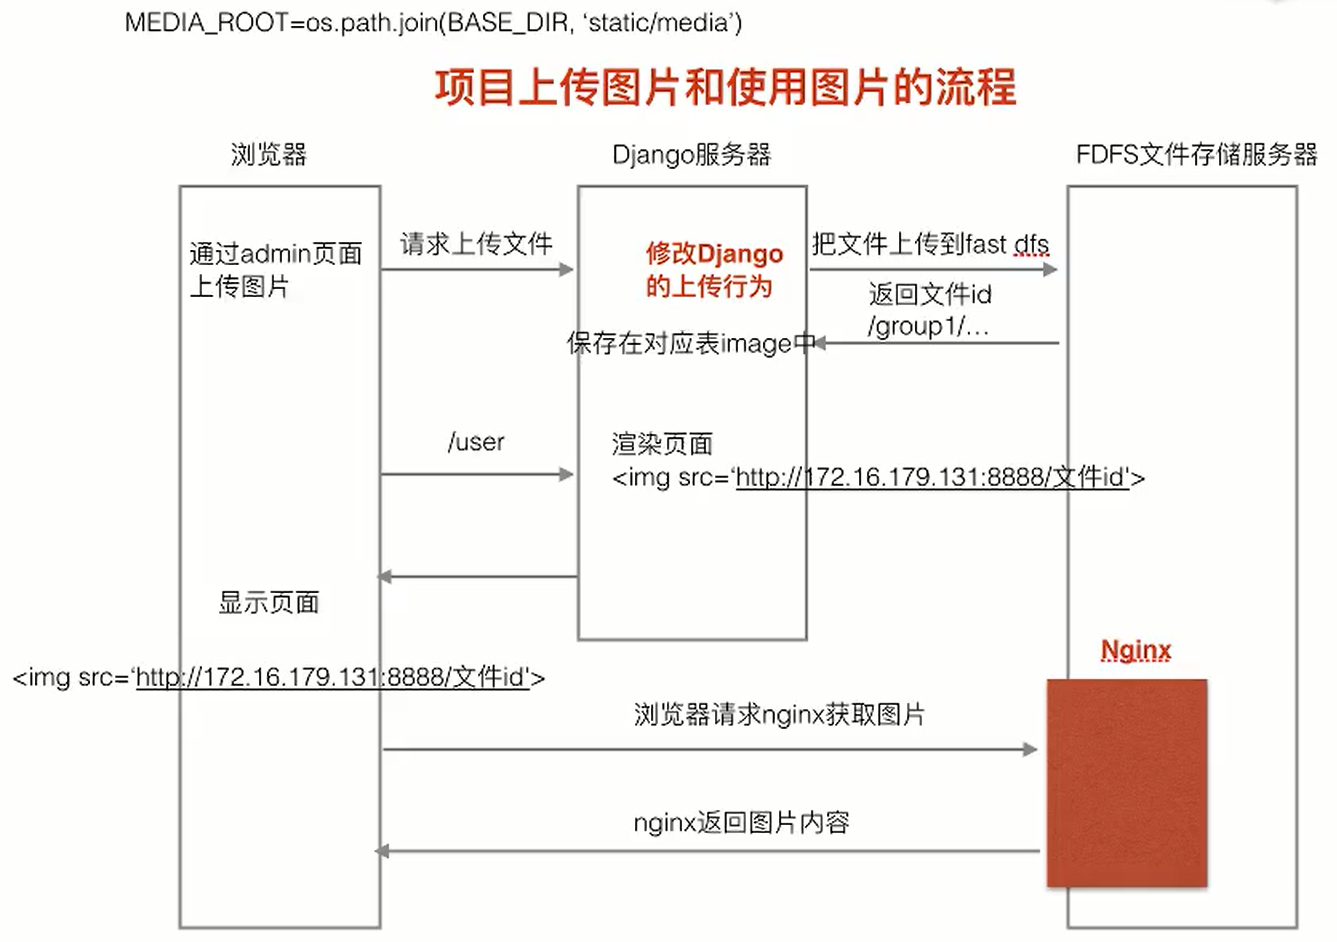 MEDIA_ROOT=os.path.join(BASE_DIR, ‘static/media’)
项目上传图片和使用图片的流程
浏览器
Django服务器
FDFS文件存储服务器
通过admin页面
上传图片
请求上传文件
修改Django
的上传行为
把文件上传到fast dfs
返回文件id
/group1/…
保存在对应表image中
/user
渲染页面
<img src=‘http://172.16.179.131:8888/文件id'>
显示页面
<img src=‘http://172.16.179.131:8888/文件id'>
Nginx
浏览器请求nginx获取图片
nginx返回图片内容